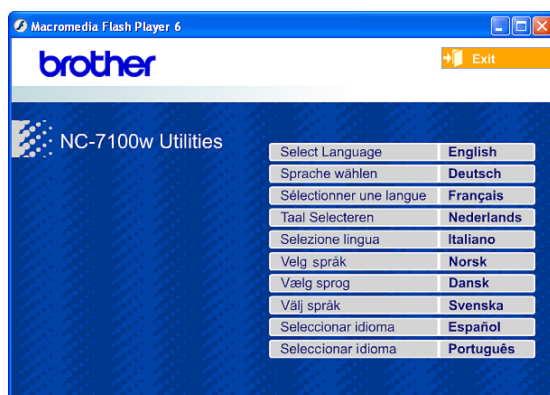 Macromedia Flash Player 6
brother
Exit
NC-7100w Utilities
Select Language English
Sprache wählen Deutsch
Sélectionner une langue Français
Taal Selecteren Nederlands
Selezione lingua Italiano
Velg språk Norsk
Vælg sprog Dansk
Välj språk Svenska
Seleccionar idioma Español
Seleccionar idioma Português